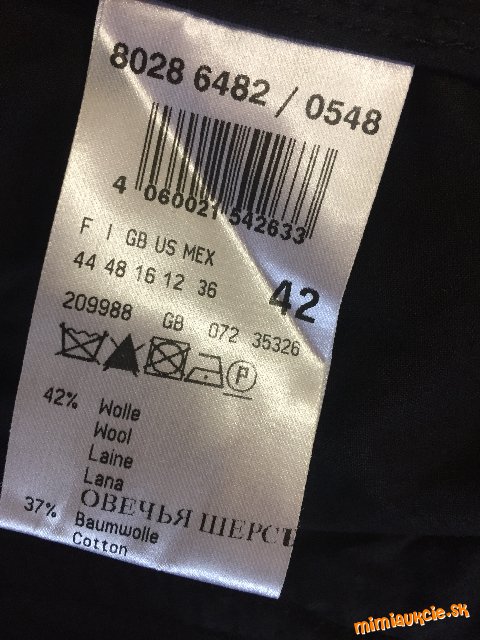 8028 6482 / 0548
4 060021 542633
F I GB US MEX
44 48 16 12 36
42
209988 GB 072 35326
P
42% Wolle
Wool
Laine
Lana
ОВЕЧЬЯ ШЕРСТЬ
37% Baumwolle
Cotton
mimiaukcie.sk